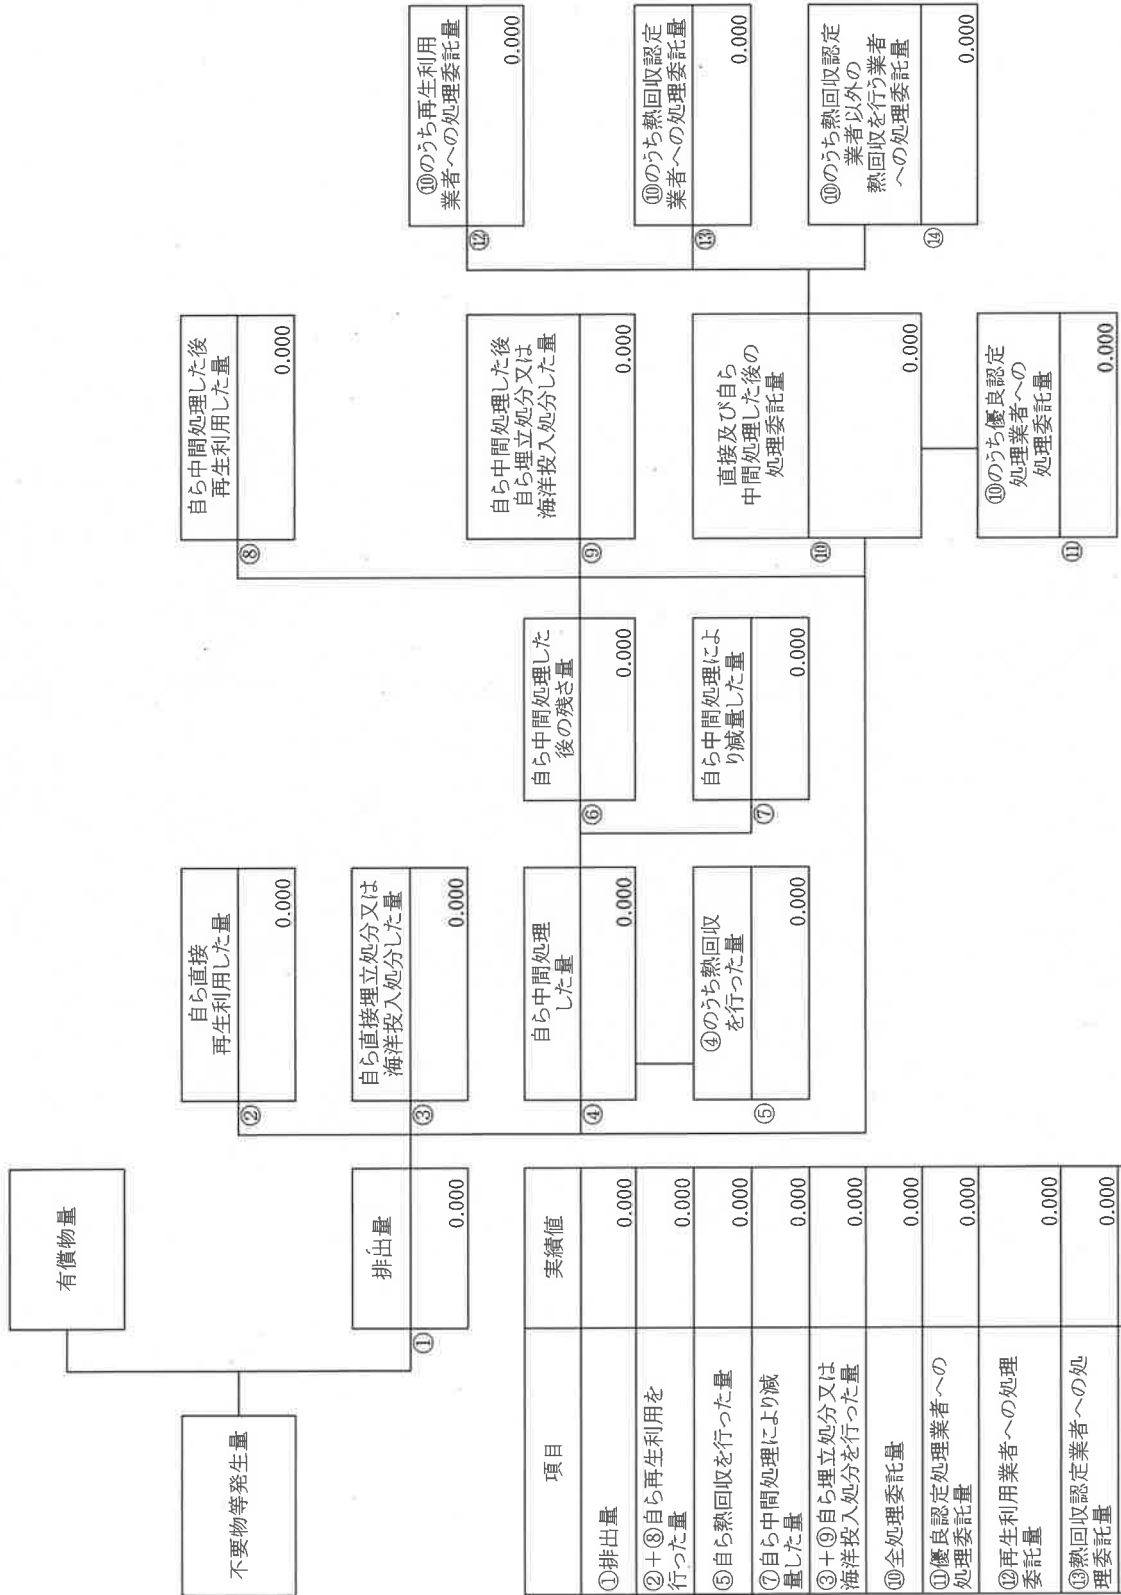 有償物量
不要物等発生量
排出量
①
0.000
自ら直接
再生利用した量
②
0.000
自ら直接埋立処分又は
海洋投入処分した量
③
0.000
自ら中間処理
した量
④
0.000
④のうち熱回収
を行った量
⑤
0.000
自ら中間処理した
後の残さ量
⑥
0.000
自ら中間処理によ
り減量した量
⑦
0.000
自ら中間処理した後
再生利用した量
⑧
0.000
自ら中間処理した後
自ら埋立処分又は
海洋投入処分した量
⑨
0.000
直接及び自ら
中間処理した後の
処理委託量
⑩
0.000
⑩のうち優良認定
処理業者への
処理委託量
⑪
0.000
⑩のうち再生利用
業者への処理委託量
⑫
0.000
⑩のうち熱回収認定
業者への処理委託量
⑬
0.000
⑩のうち熱回収認定
業者以外の
熱回収を行う業者
への処理委託量
⑭
0.000
項目 実績値
①排出量 0.000
②+⑧自ら再生利用を
行った量 0.000
⑤自ら熱回収を行った量 0.000
⑦自ら中間処理により減
量した量 0.000
③+⑨自ら埋立処分又は
海洋投入処分を行った量 0.000
⑩全処理委託量 0.000
⑪優良認定処理業者への
処理委託量 0.000
⑫再生利用業者への処理
委託量 0.000
⑬熱回収認定業者への処
理委託量 0.000